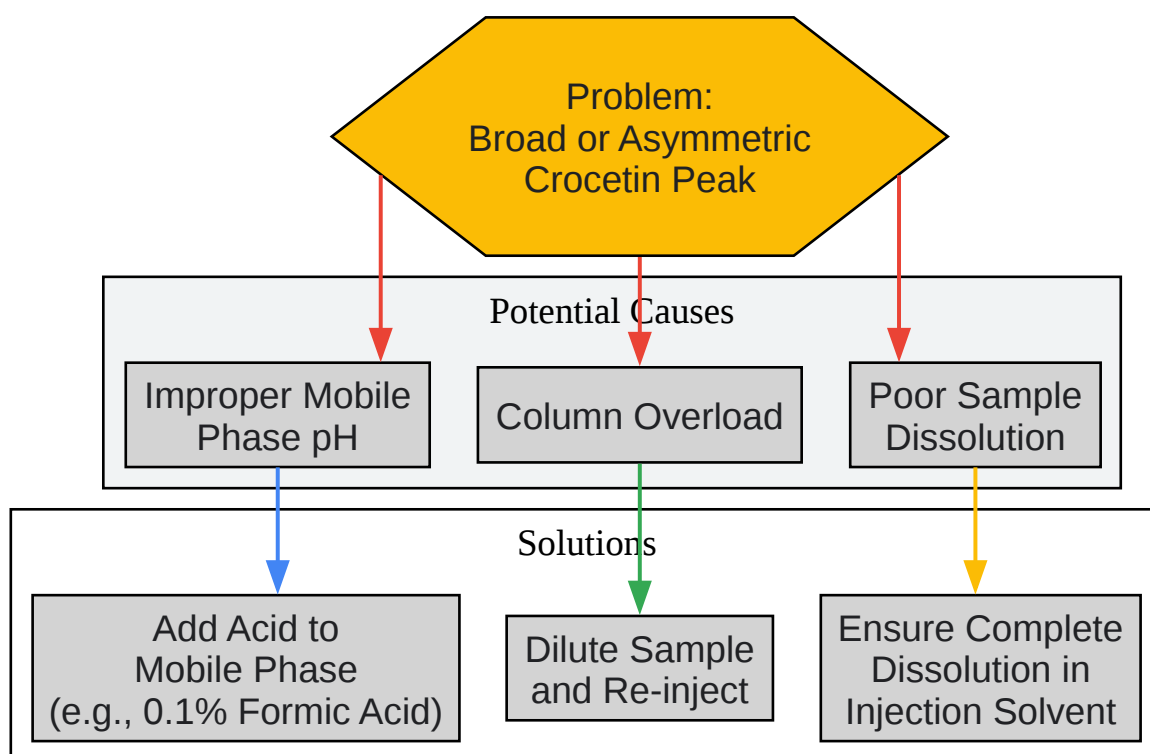 Problem:
Broad or Asymmetric
Crocetin Peak
Potential Causes
Improper Mobile
Phase pH
Column Overload
Poor Sample
Dissolution
Solutions
Add Acid to
Mobile Phase
(e.g., 0.1% Formic Acid)
Dilute Sample
and Re-inject
Ensure Complete
Dissolution in
Injection Solvent